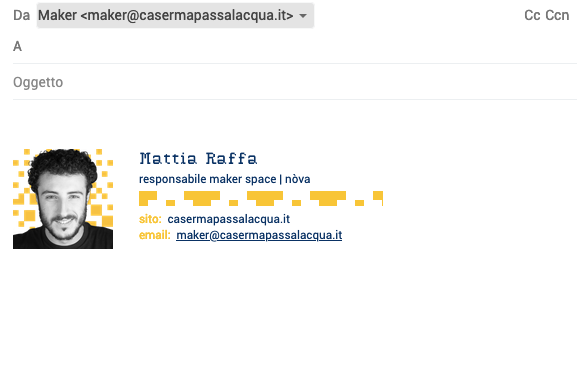 Da Maker <maker@casermapassalacqua.it> Cc Ccn
A
Oggetto
Mattia Raffa
responsabile maker space | nòva
sito: casermapassalacqua.it
email: maker@casermapassalacqua.it